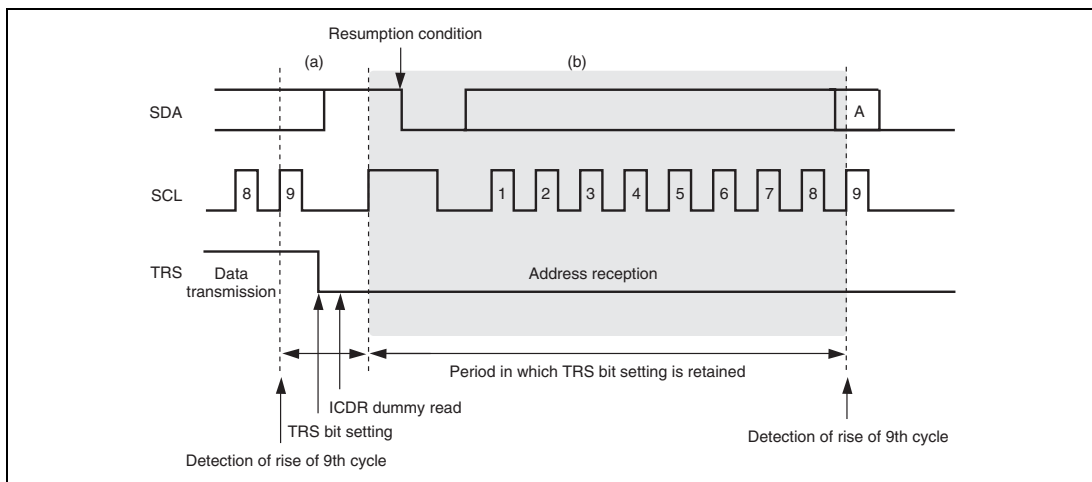 Resumption condition
(a)
(b)
SDA
A
SCL
8
9
1
2
3
4
5
6
7
8
9
TRS
Data
transmission
Address reception
Period in which TRS bit setting is retained
ICDR dummy read
TRS bit setting
Detection of rise of 9th cycle
Detection of rise of 9th cycle